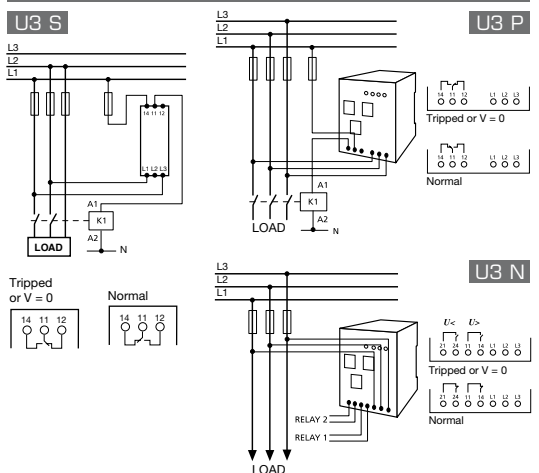 U3 S
L3
L2
L1
14 11 12
L1 L2 L3
A1
K1
A2
N
LOAD
Tripped
or V = 0
14 11 12
Normal
14 11 12
U3 P
L3
L2
L1
A1
K1
A2
N
LOAD
14 11 12 L1 L2 L3
Tripped or V = 0
14 11 12 L1 L2 L3
Normal
U3 N
L3
L2
L1
RELAY 2
RELAY 1
LOAD
U< U>
21 24 11 14 L1 L2 L3
Tripped or V = 0
21 24 11 14 L1 L2 L3
Normal